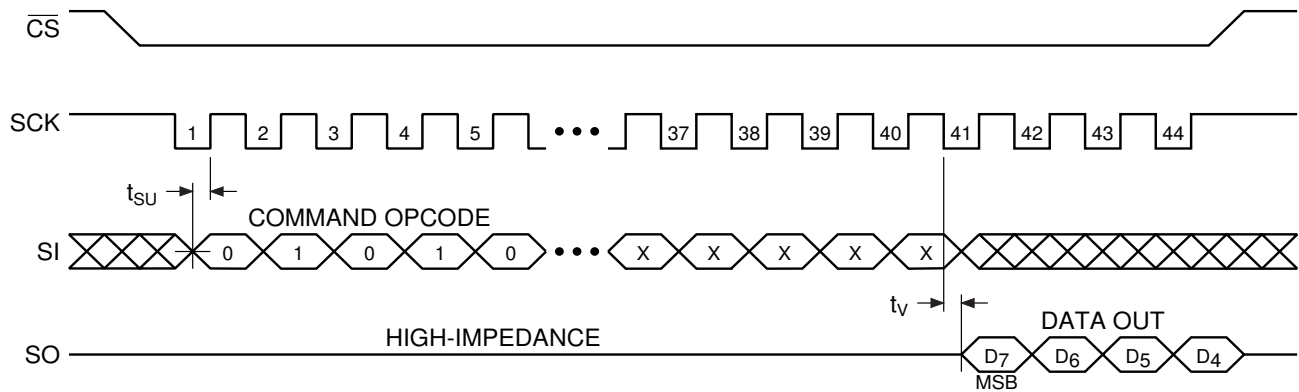 CS
SCK
1 2 3 4 5 ••• 37 38 39 40 41 42 43 44
tSU
COMMAND OPCODE
SI
0 1 0 1 0 ••• X X X X X
tV
HIGH-IMPEDANCE
DATA OUT
SO
D7 D6 D5 D4
MSB